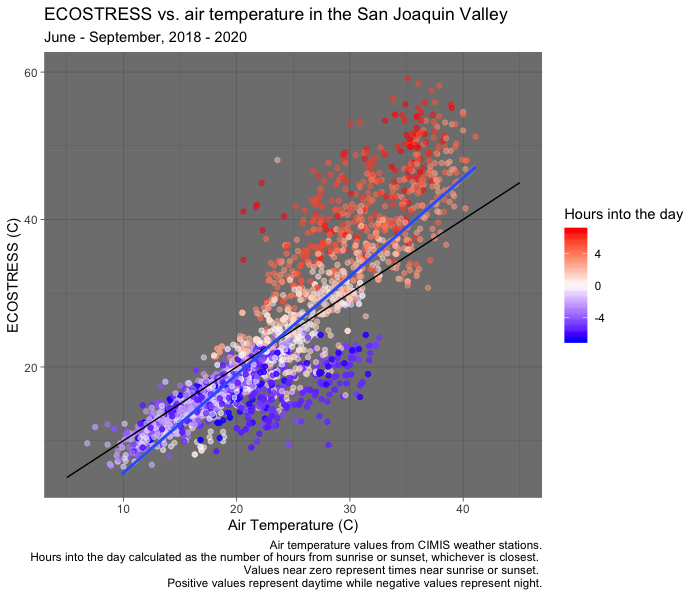 ECOSTRESS vs. air temperature in the San Joaquin Valley
June - September, 2018 - 2020
60
40
20
ECOSTRESS (C)
10
20
30
40
Air Temperature (C)
Hours into the day
4
0
-4
Air temperature values from CIMIS weather stations.
Hours into the day calculated as the number of hours from sunrise or sunset, whichever is closest.
Values near zero represent times near sunrise or sunset.
Positive values represent daytime while negative values represent night.